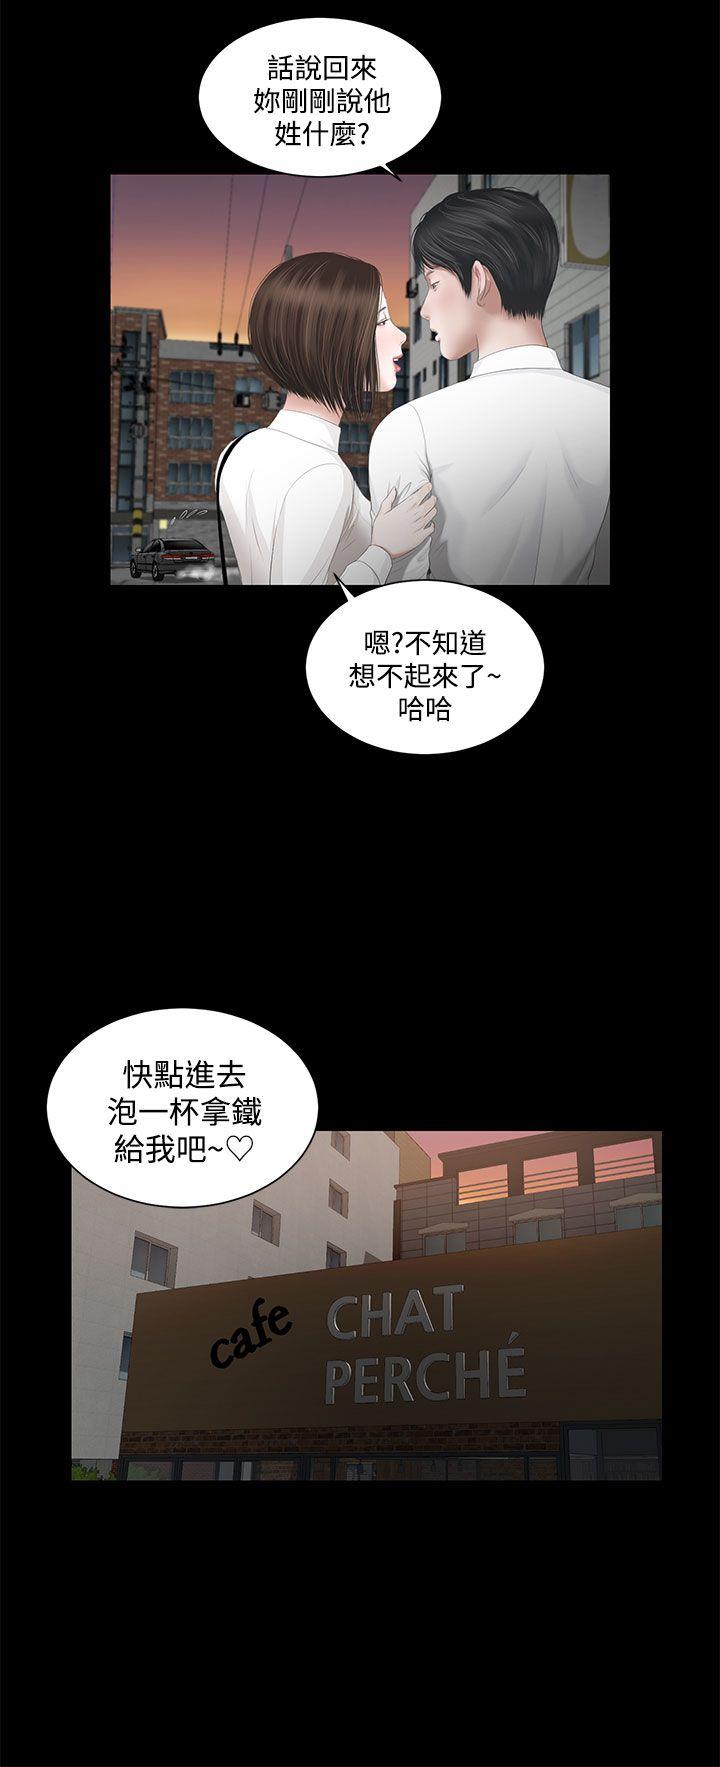 話說回來
妳剛剛說他
姓什麼?
嗯?不知道
想不起來了~
哈哈
快點進去
泡一杯拿鐵
給我吧~♡
cafe CHAT
PERCHÉ